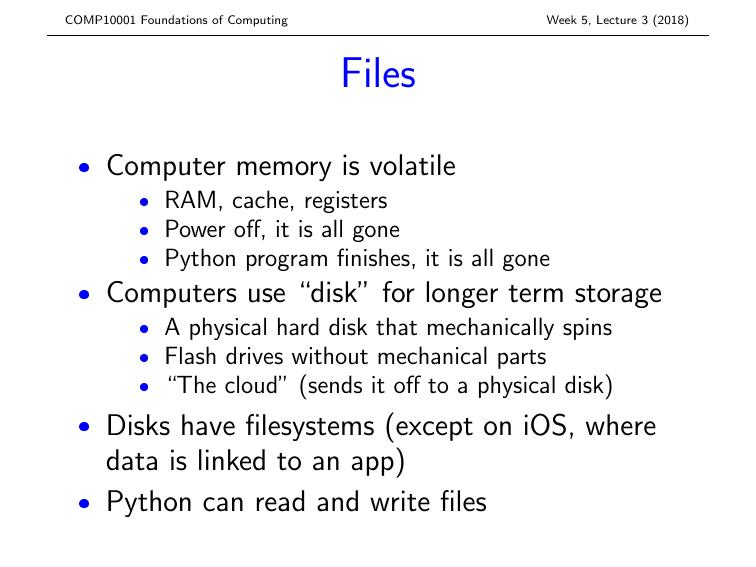 COMP10001 Foundations of Computing
Week 5, Lecture 3 (2018)
Files
• Computer memory is volatile
• RAM, cache, registers
• Power off, it is all gone
• Python program finishes, it is all gone
• Computers use “disk” for longer term storage
• A physical hard disk that mechanically spins
• Flash drives without mechanical parts
• “The cloud” (sends it off to a physical disk)
• Disks have filesystems (except on iOS, where
data is linked to an app)
• Python can read and write files